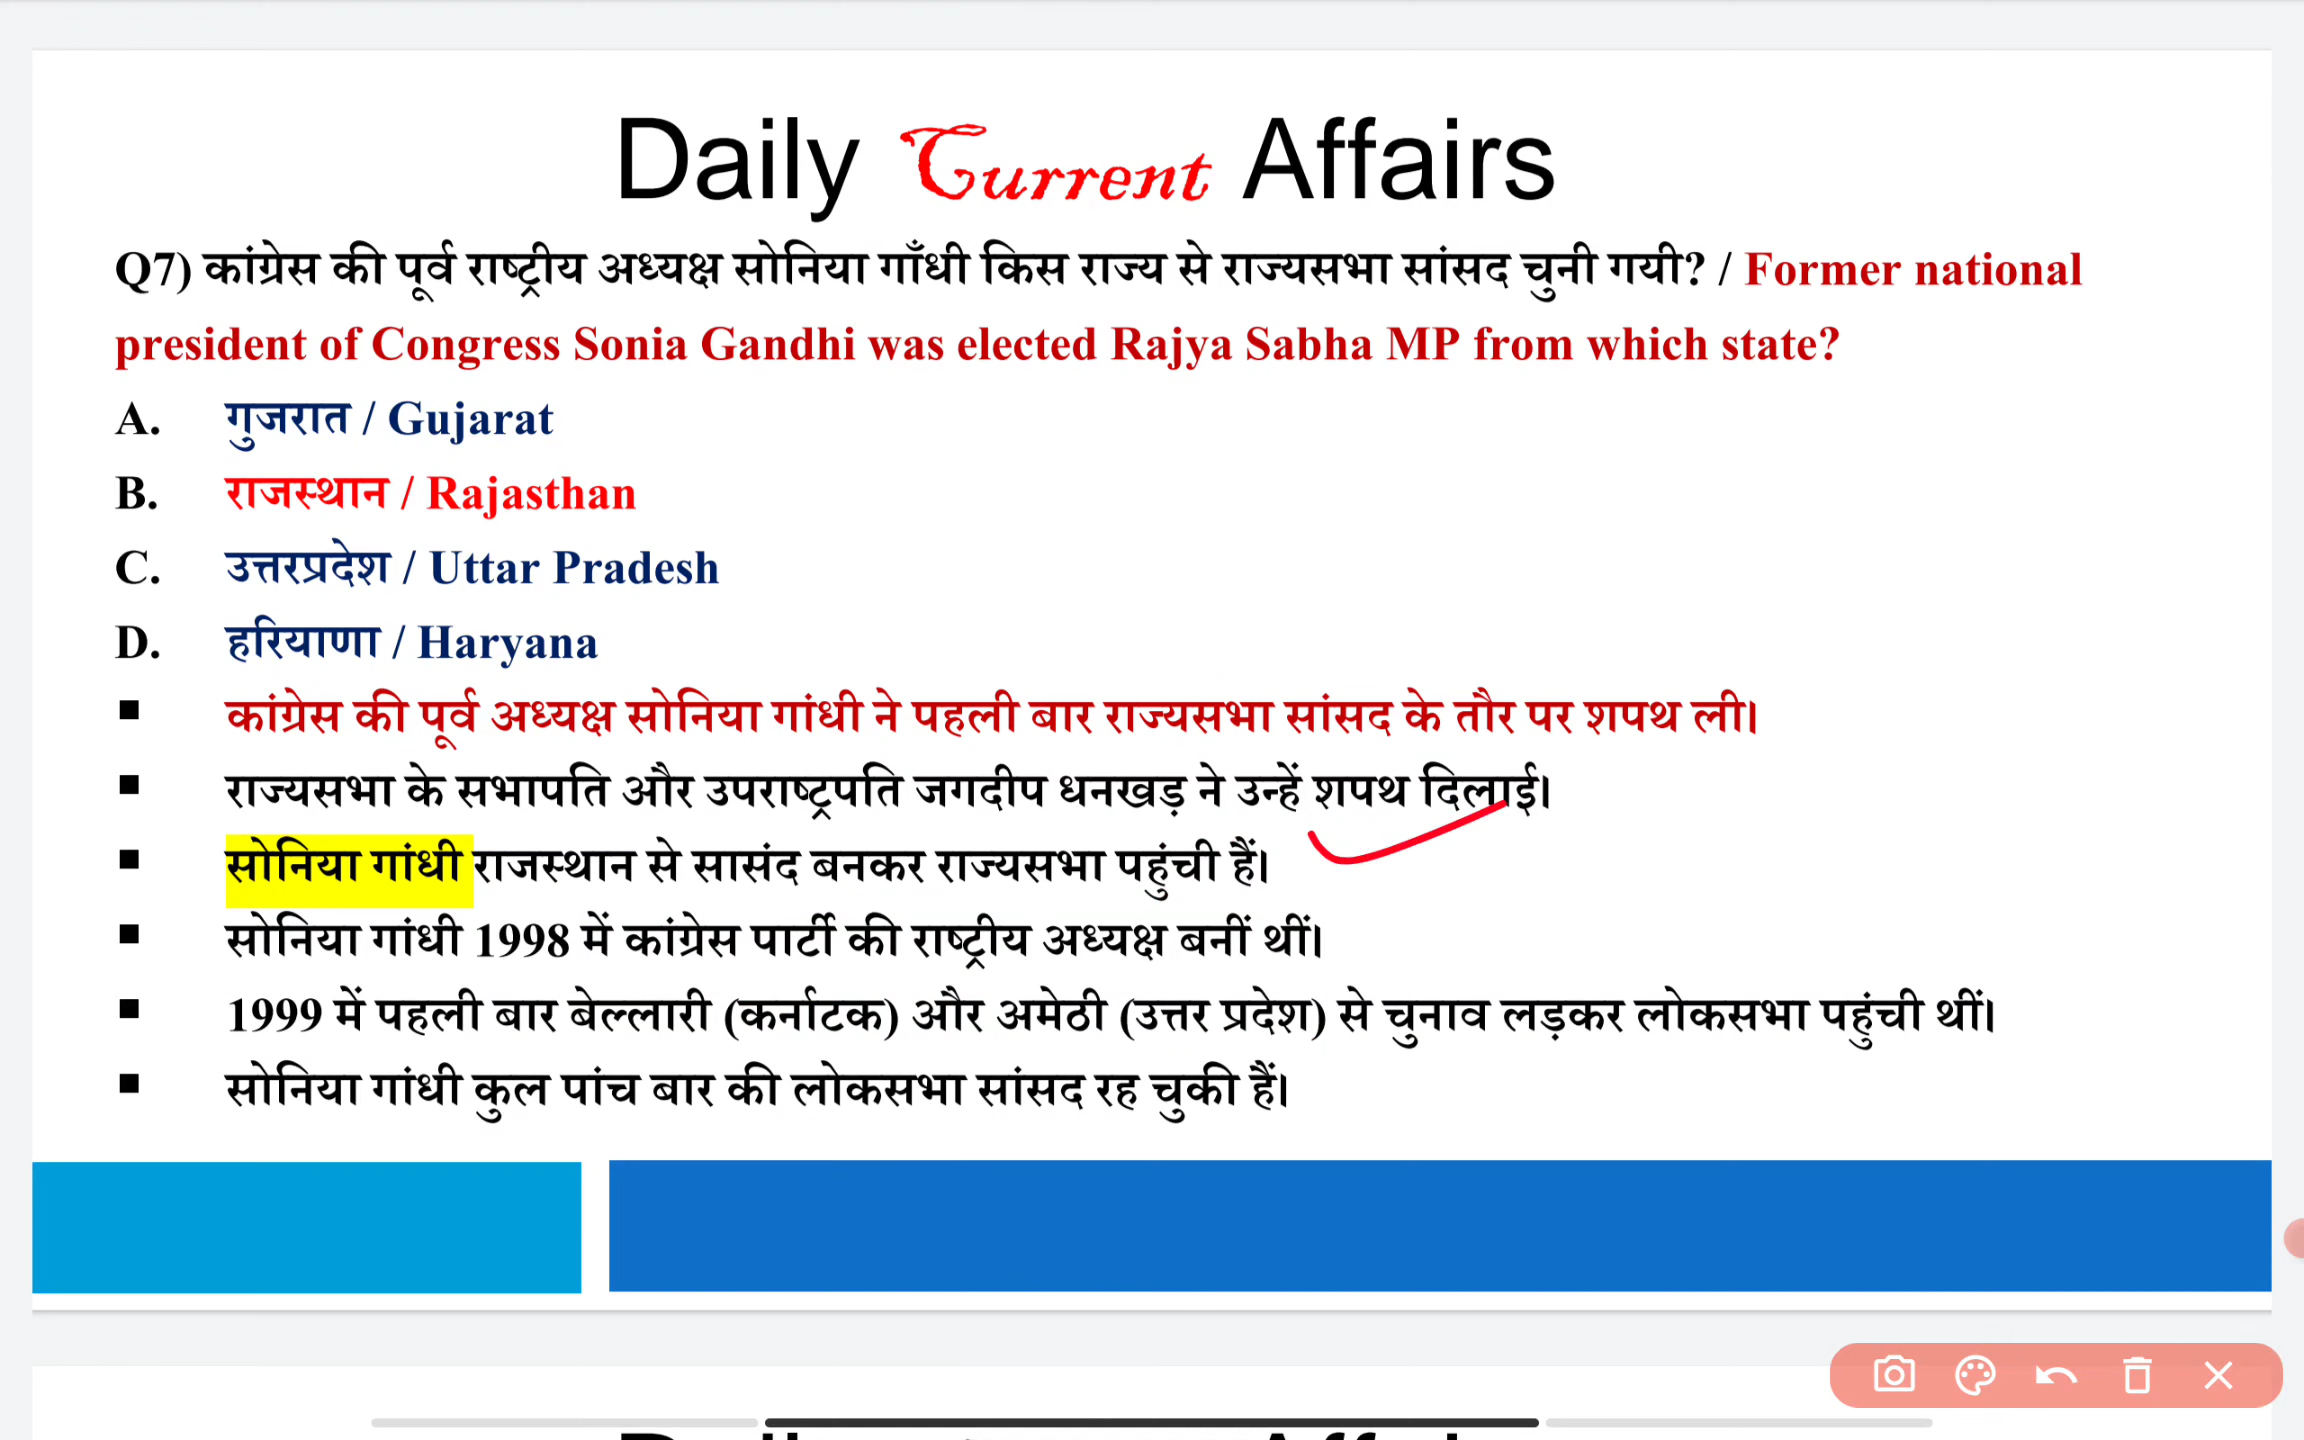 Daily Current Affairs
Q7) कांग्रेस की पूर्व राष्ट्रीय अध्यक्ष सोनिया गाँधी किस राज्य से राज्यसभा सांसद चुनी गयी? / Former national
president of Congress Sonia Gandhi was elected Rajya Sabha MP from which state?
A. गुजरात / Gujarat
B. राजस्थान / Rajasthan
C. उत्तरप्रदेश / Uttar Pradesh
D. हरियाणा / Haryana
▪ कांग्रेस की पूर्व अध्यक्ष सोनिया गांधी ने पहली बार राज्यसभा सांसद के तौर पर शपथ ली।
▪ राज्यसभा के सभापति और उपराष्ट्रपति जगदीप धनखड़ ने उन्हें शपथ दिलाई।
▪ सोनिया गांधी राजस्थान से सासंद बनकर राज्यसभा पहुंची हैं।
▪ सोनिया गांधी 1998 में कांग्रेस पार्टी की राष्ट्रीय अध्यक्ष बनीं थीं।
▪ 1999 में पहली बार बेल्लारी (कर्नाटक) और अमेठी (उत्तर प्रदेश) से चुनाव लड़कर लोकसभा पहुंची थीं।
▪ सोनिया गांधी कुल पांच बार की लोकसभा सांसद रह चुकी हैं।